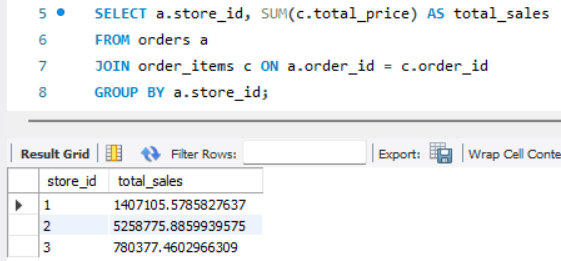 5 SELECT a.store_id, SUM(c.total_price) AS total_sales
6 FROM orders a
7 JOIN order_items c ON a.order_id = c.order_id
8 GROUP BY a.store_id;
Result Grid Filter Rows: Export: Wrap Cell Conte
store_id total_sales
1 1407105.5785827637
2 5258775.8859939575
3 780377.4602966309